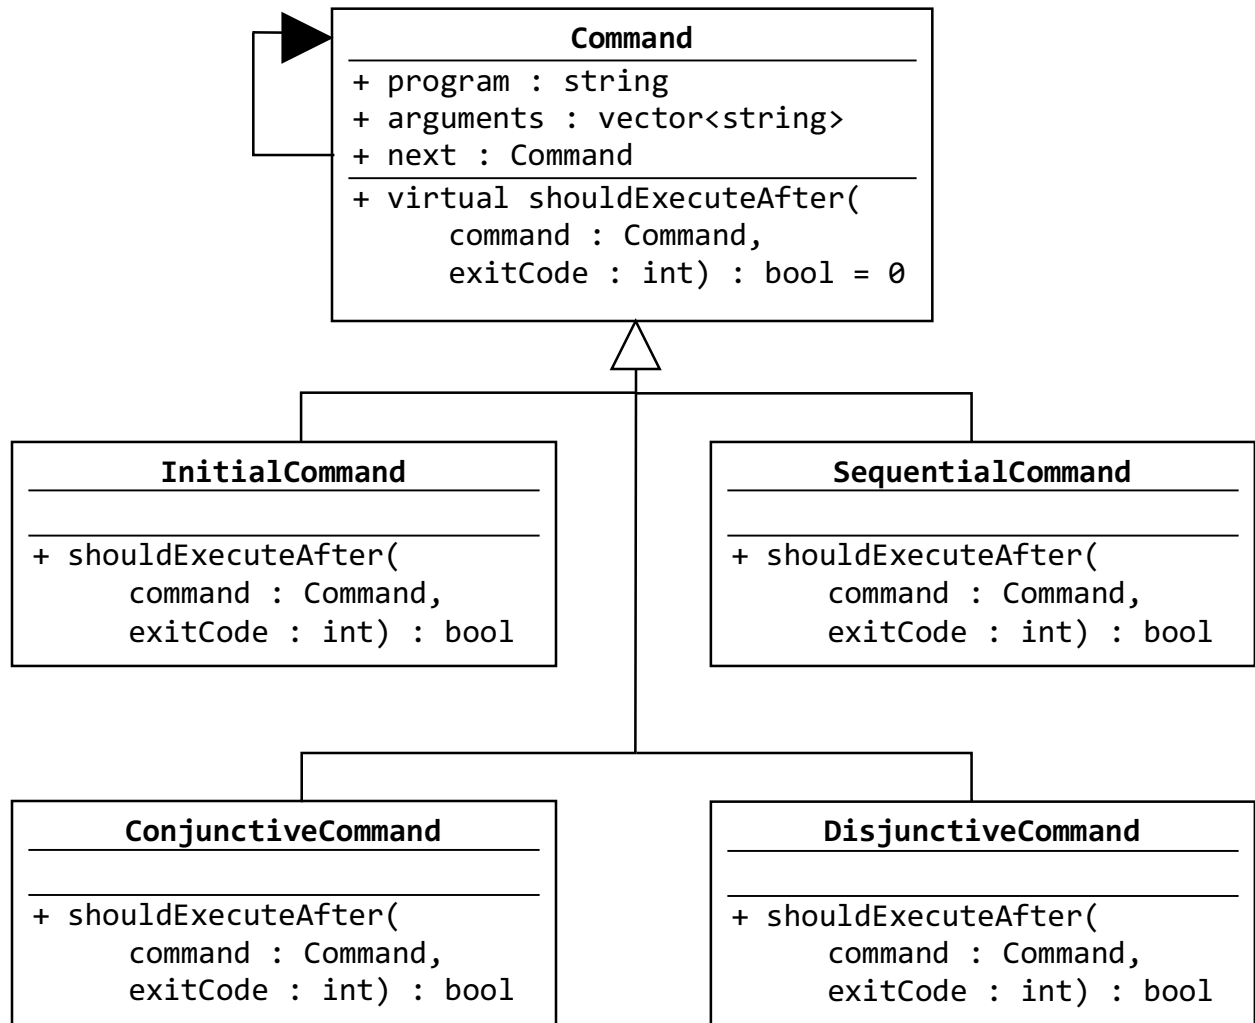 Command
+ program : string
+ arguments : vector<string>
+ next : Command
+ virtual shouldExecuteAfter(
command : Command,
exitCode : int) : bool = 0
InitialCommand
+ shouldExecuteAfter(
command : Command,
exitCode : int) : bool
SequentialCommand
+ shouldExecuteAfter(
command : Command,
exitCode : int) : bool
ConjunctiveCommand
+ shouldExecuteAfter(
command : Command,
exitCode : int) : bool
DisjunctiveCommand
+ shouldExecuteAfter(
command : Command,
exitCode : int) : bool